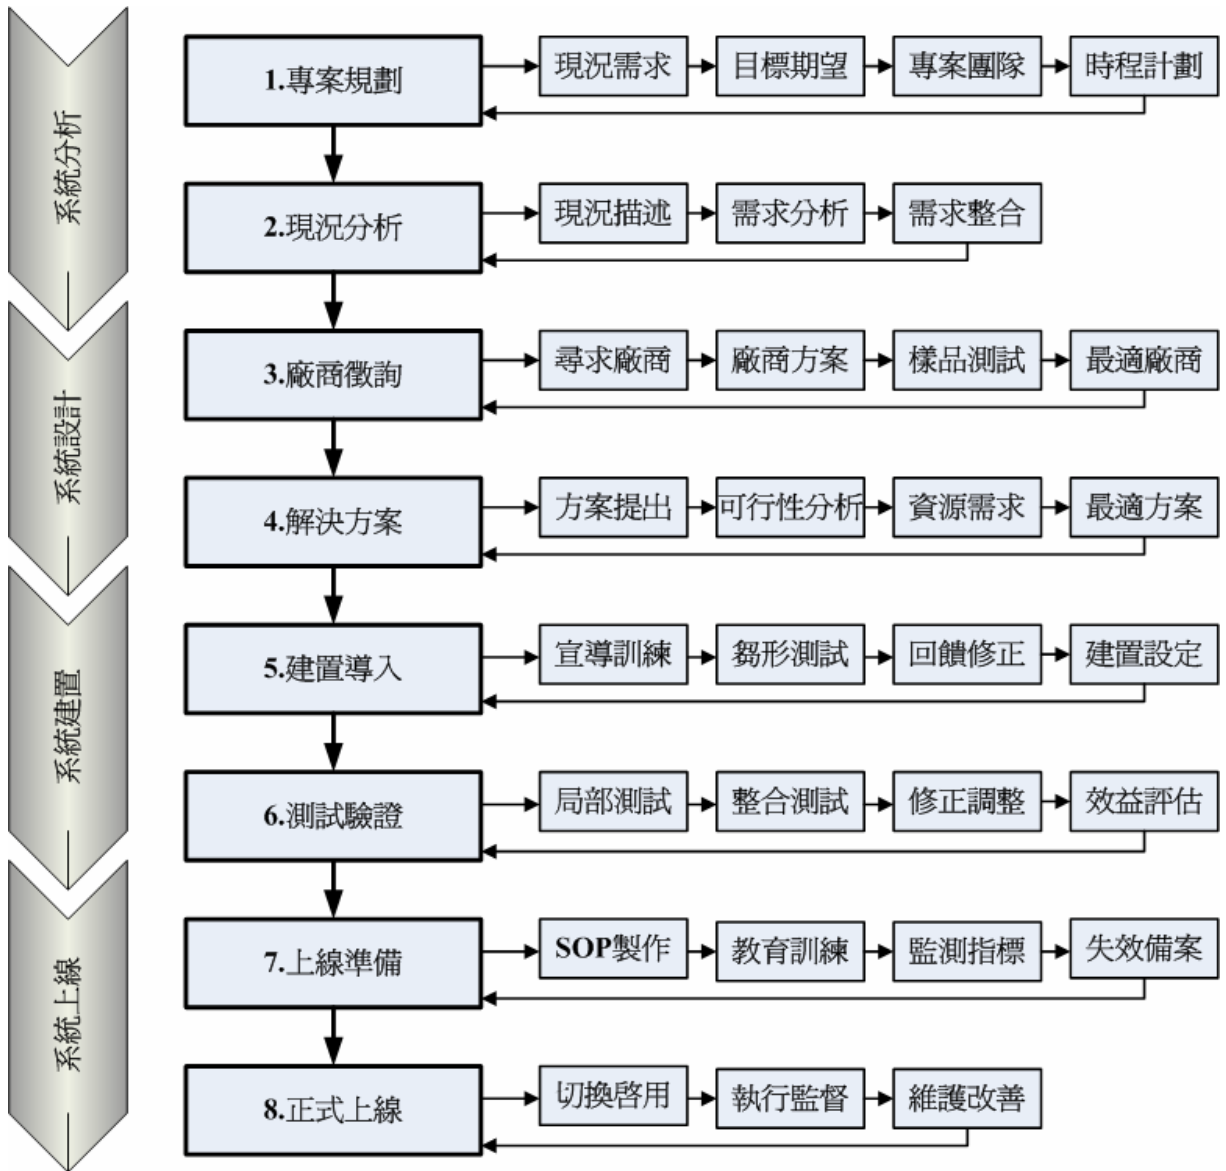 系統分析
1.專案規劃
現況需求
目標期望
專案團隊
時程計劃
2.現況分析
現況描述
需求分析
需求整合
系統設計
3.廠商徵詢
尋求廠商
廠商方案
樣品測試
最適廠商
4.解決方案
方案提出
可行性分析
資源需求
最適方案
系統建置
5.建置導入
宣導訓練
芻形測試
回饋修正
建置設定
6.測試驗證
局部測試
整合測試
修正調整
效益評估
系統上線
7.上線準備
SOP製作
教育訓練
監測指標
失效備案
8.正式上線
切換啓用
執行監督
維護改善